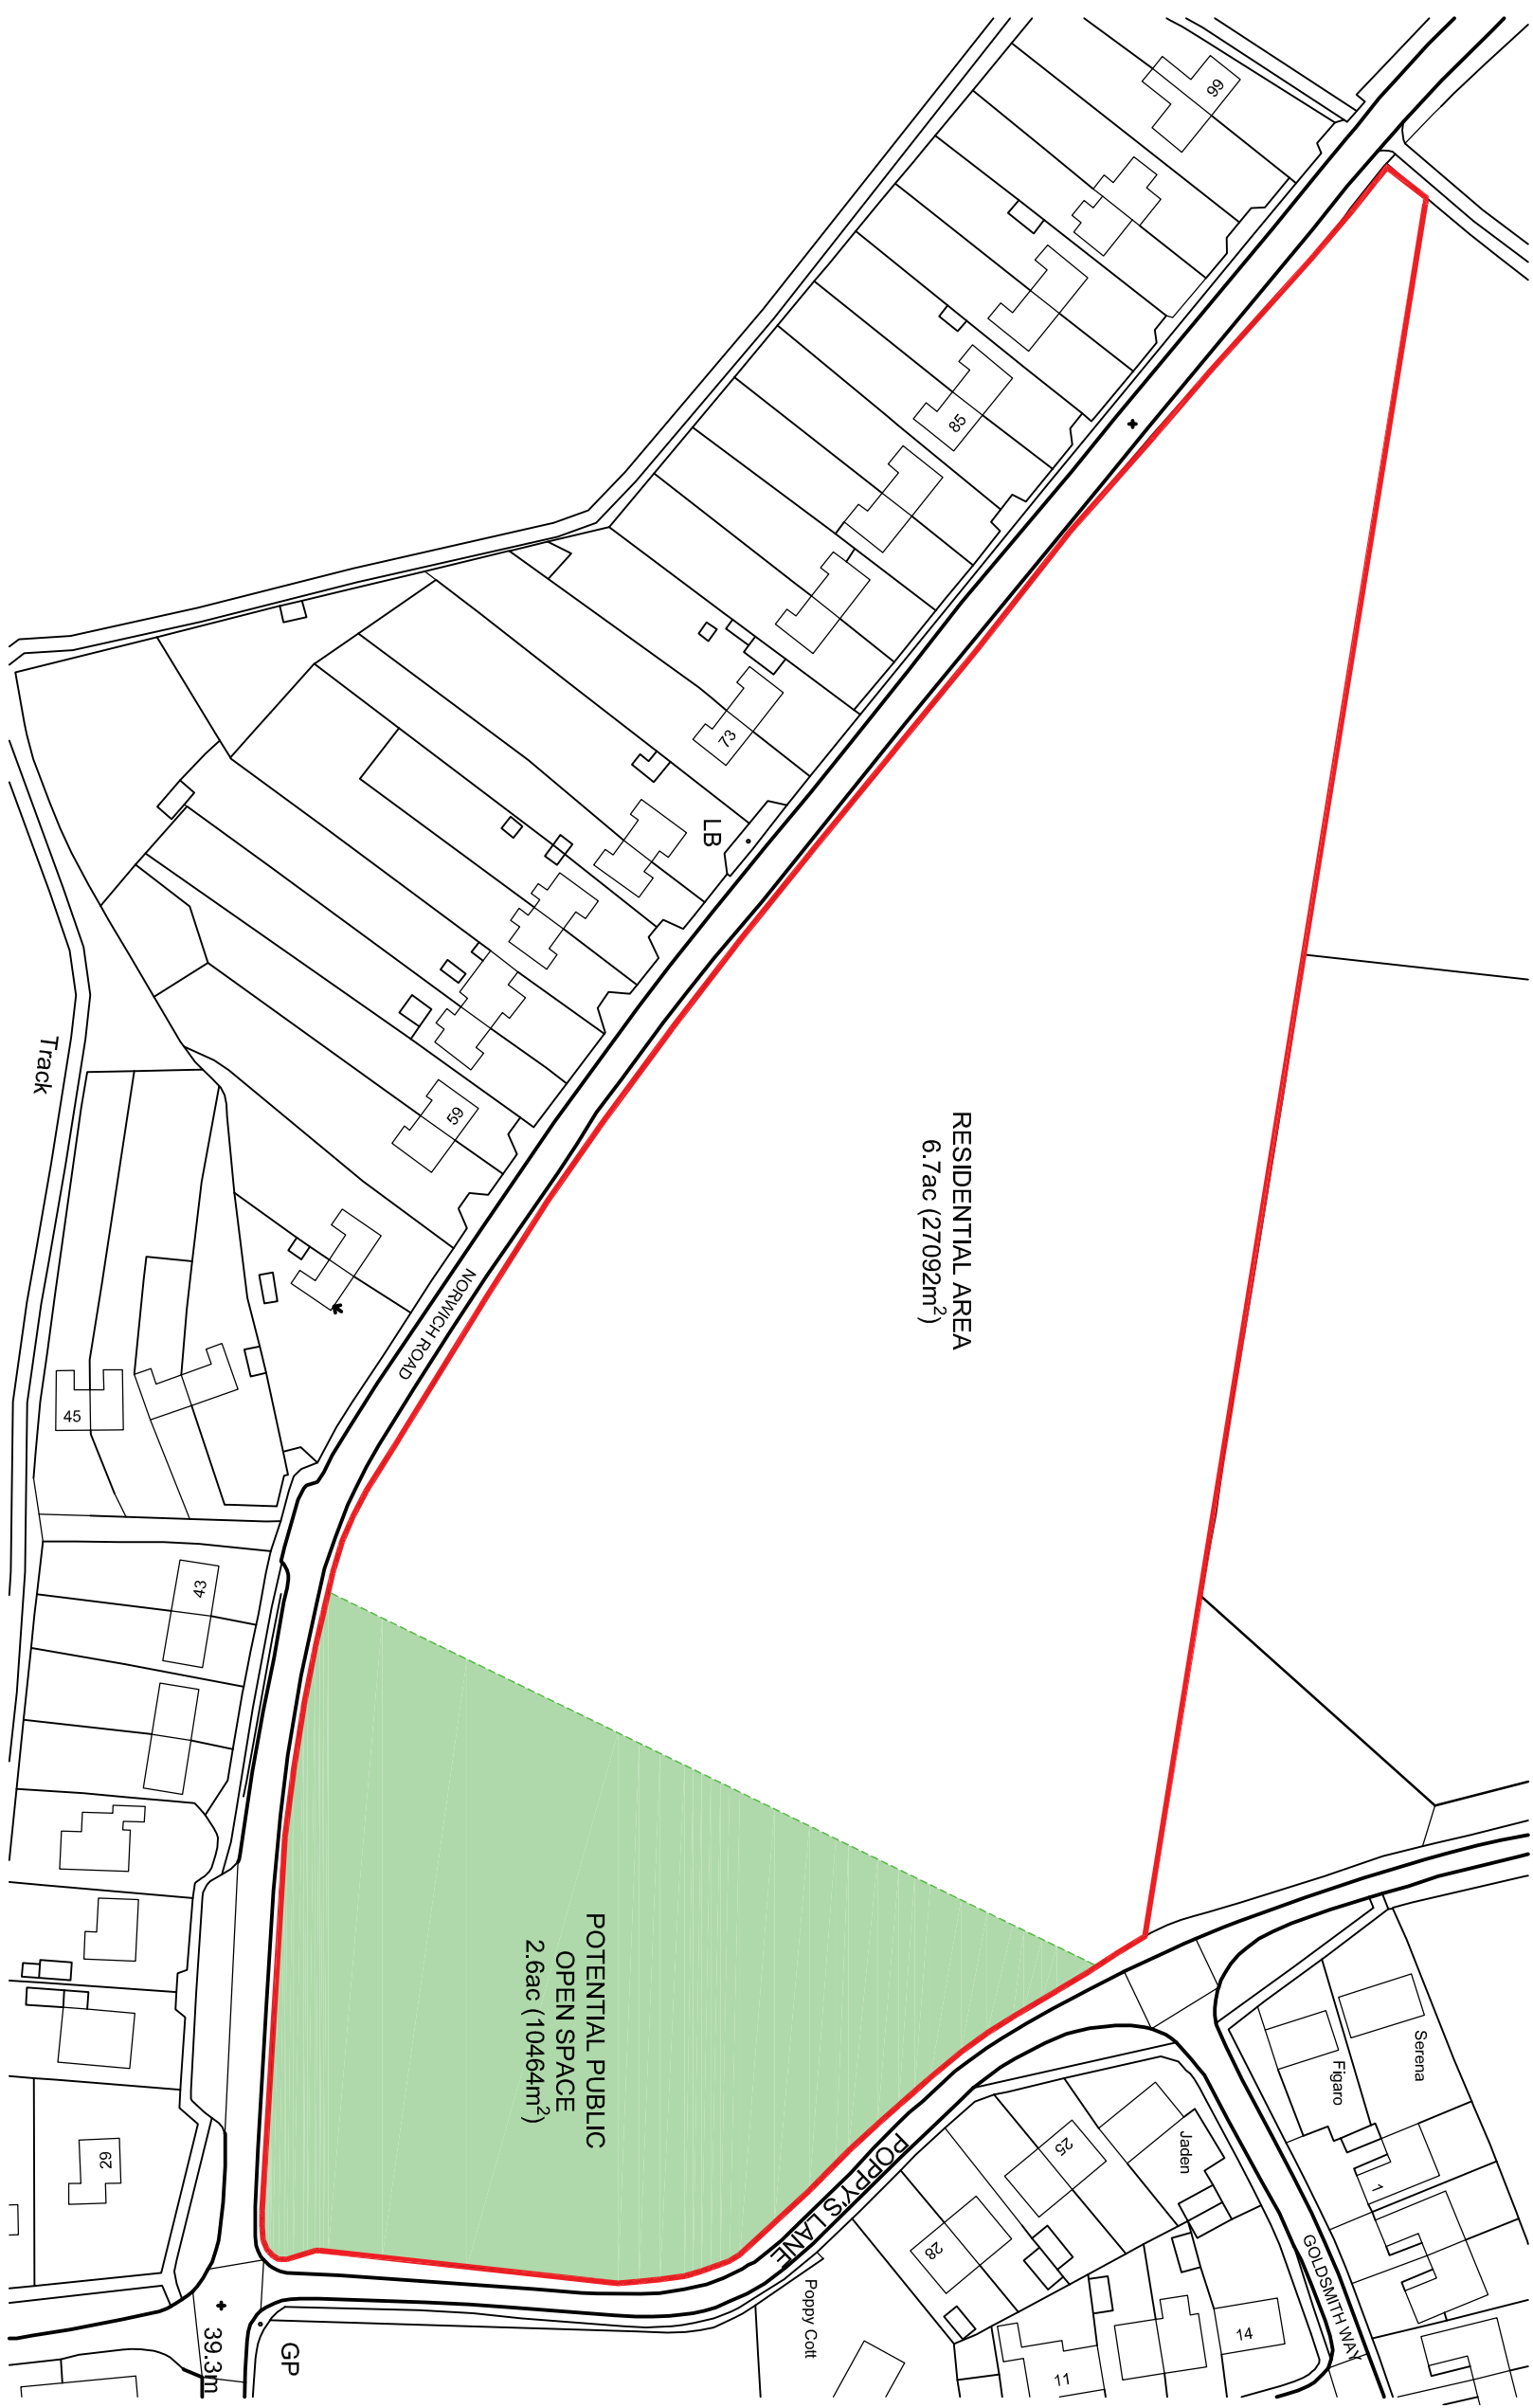 99
85
73
LB
59
Track
45
43
29
NORWICH ROAD
RESIDENTIAL AREA
6.7ac (27092m²)
POTENTIAL PUBLIC
OPEN SPACE
2.6ac (10464m²)
POPPY'S LANE
GOLDSMITH WAY
Serena
Figaro
Jaden
1
25
28
14
11
Poppy Cott
GP
39.3m